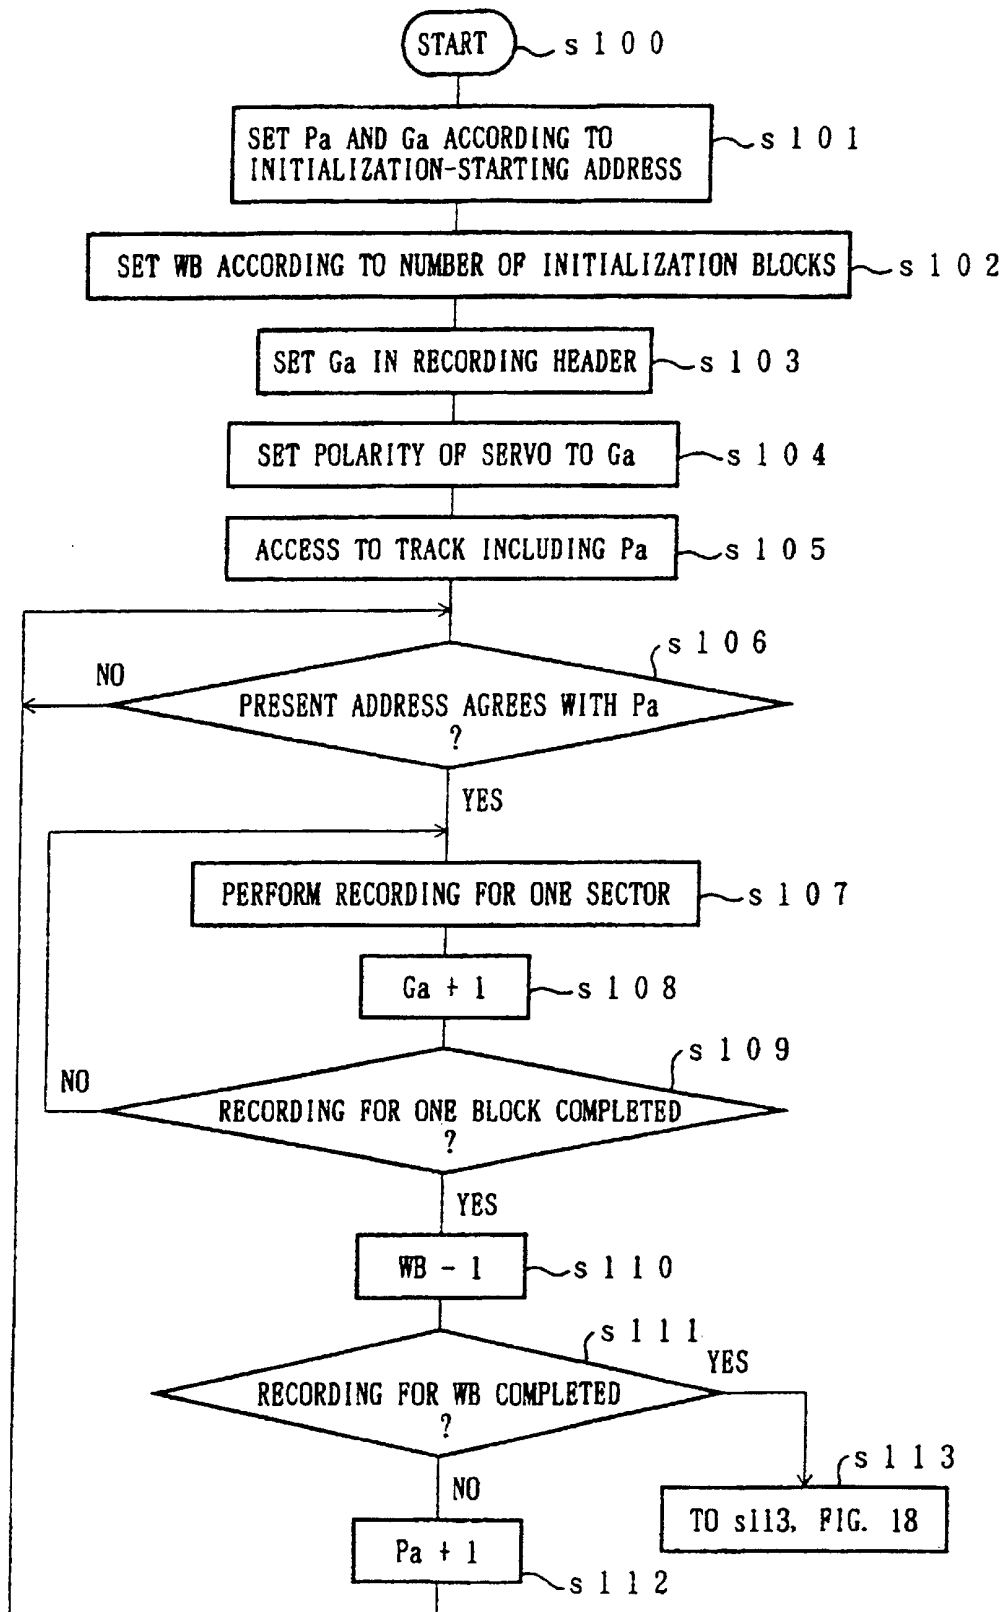 START
s100
SET Pa AND Ga ACCORDING TO
INITIALIZATION-STARTING ADDRESS
s101
SET WB ACCORDING TO NUMBER OF INITIALIZATION BLOCKS
s102
SET Ga IN RECORDING HEADER
s103
SET POLARITY OF SERVO TO Ga
s104
ACCESS TO TRACK INCLUDING Pa
s105
s106
NO
PRESENT ADDRESS AGREES WITH Pa
?
YES
PERFORM RECORDING FOR ONE SECTOR
s107
Ga + 1
s108
s109
NO
RECORDING FOR ONE BLOCK COMPLETED
?
YES
WB - 1
s110
s111
YES
RECORDING FOR WB COMPLETED
?
s113
NO
TO s113, FIG. 18
Pa + 1
s112